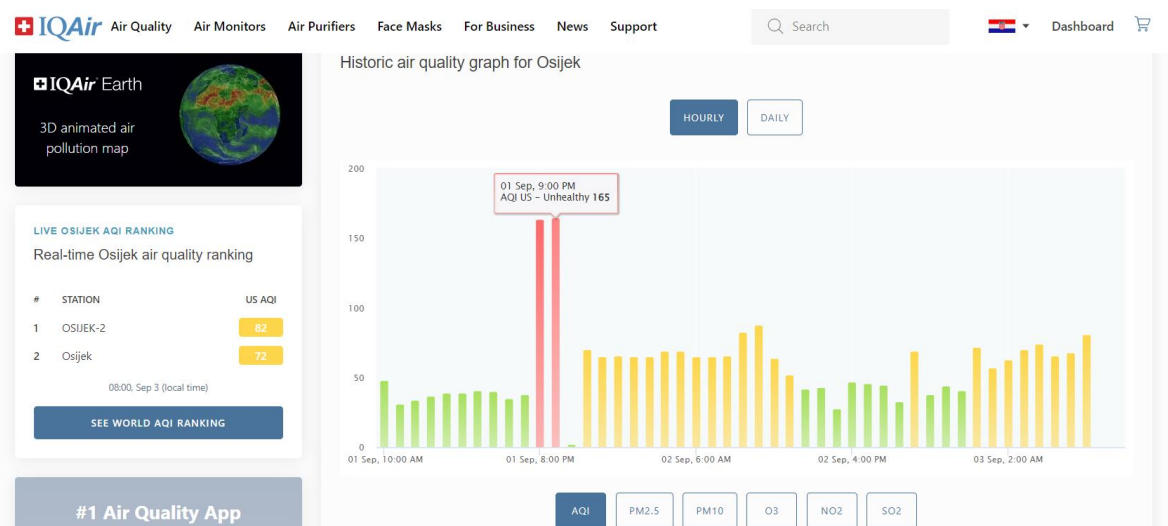 IQAir Air Quality Air Monitors Air Purifiers Face Masks For Business News Support Search Dashboard
IQAir Earth
3D animated air
pollution map
LIVE OSIJEK AQI RANKING
Real-time Osijek air quality ranking
# STATION US AQI
1 OSIJEK-2 82
2 Osijek 72
08:00, Sep 3 (local time)
SEE WORLD AQI RANKING
#1 Air Quality App
Historic air quality graph for Osijek
HOURLY DAILY
200
01 Sep, 9:00 PM
AQI US – Unhealthy 165
150
100
50
0
01 Sep, 10:00 AM 01 Sep, 8:00 PM 02 Sep, 6:00 AM 02 Sep, 4:00 PM 03 Sep, 2:00 AM
AQI PM2.5 PM10 O3 NO2 SO2